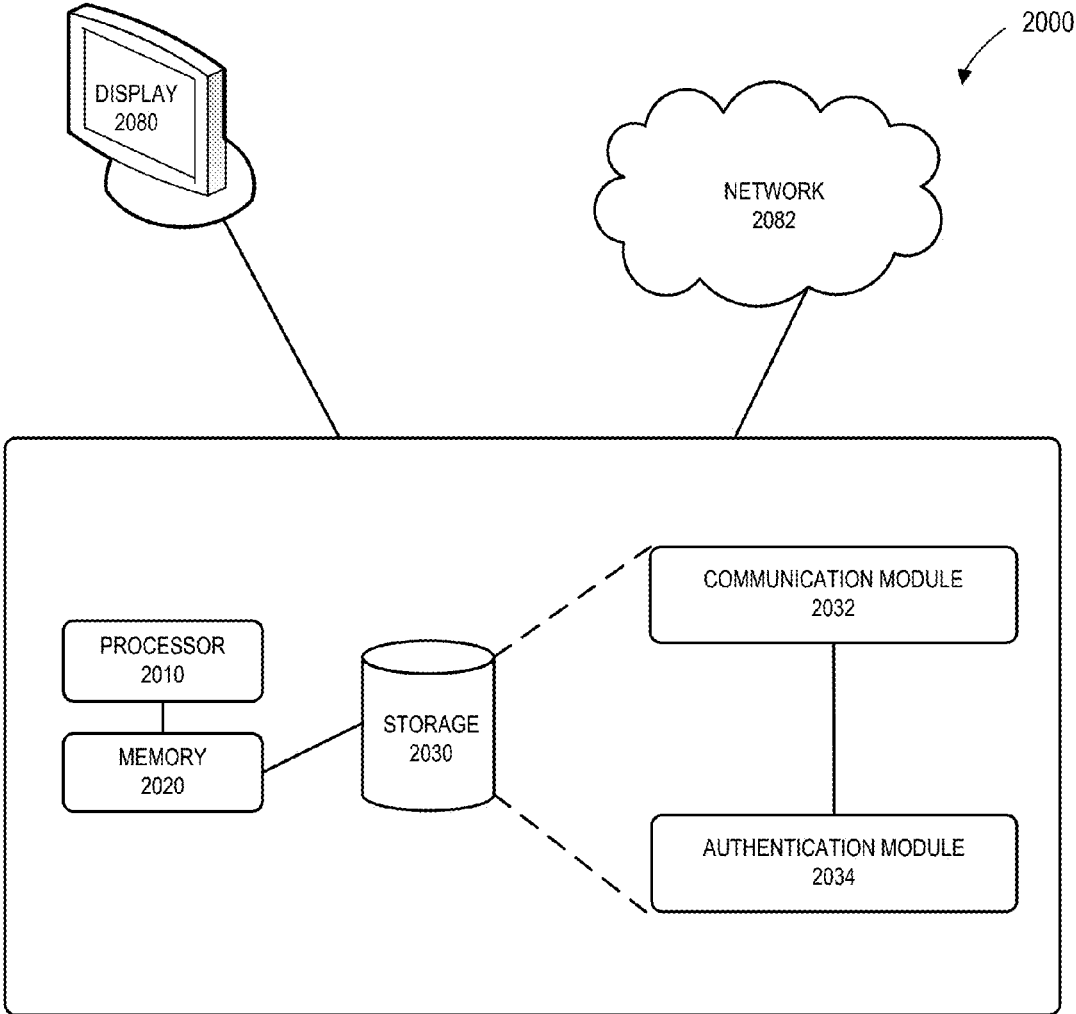 2000
DISPLAY
2080
NETWORK
2082
COMMUNICATION MODULE
2032
PROCESSOR
2010
STORAGE
2030
MEMORY
2020
AUTHENTICATION MODULE
2034